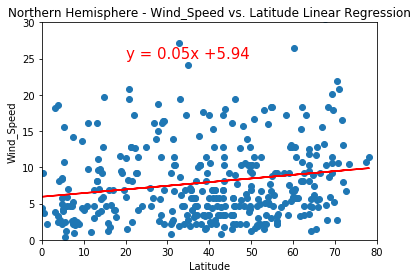 Northern Hemisphere - Wind_Speed vs. Latitude Linear Regression
30
25
20
15
10
5
0
Wind_Speed
y = 0.05x +5.94
0 10 20 30 40 50 60 70 80
Latitude